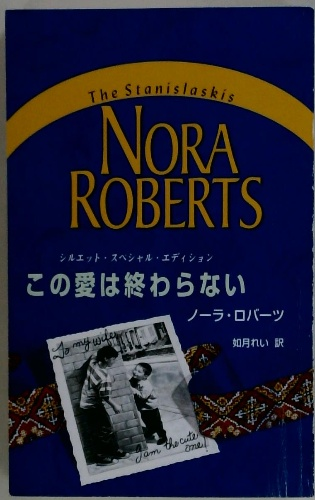 The Stanislaskis
NORA
ROBERTS
シルエット・スペシャル・エディション
この愛は終わらない
ノーラ・ロバーツ
如月れい 訳
To my wife
I am the cute
one!